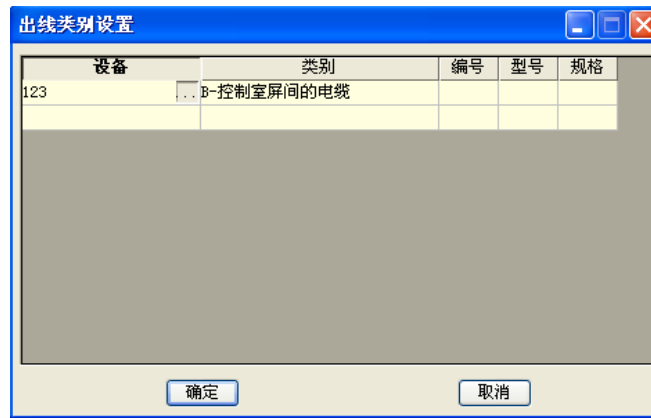 出线类别设置
设备 类别 编号 型号 规格
123 ... B-控制室屏间的电缆
确定 取消